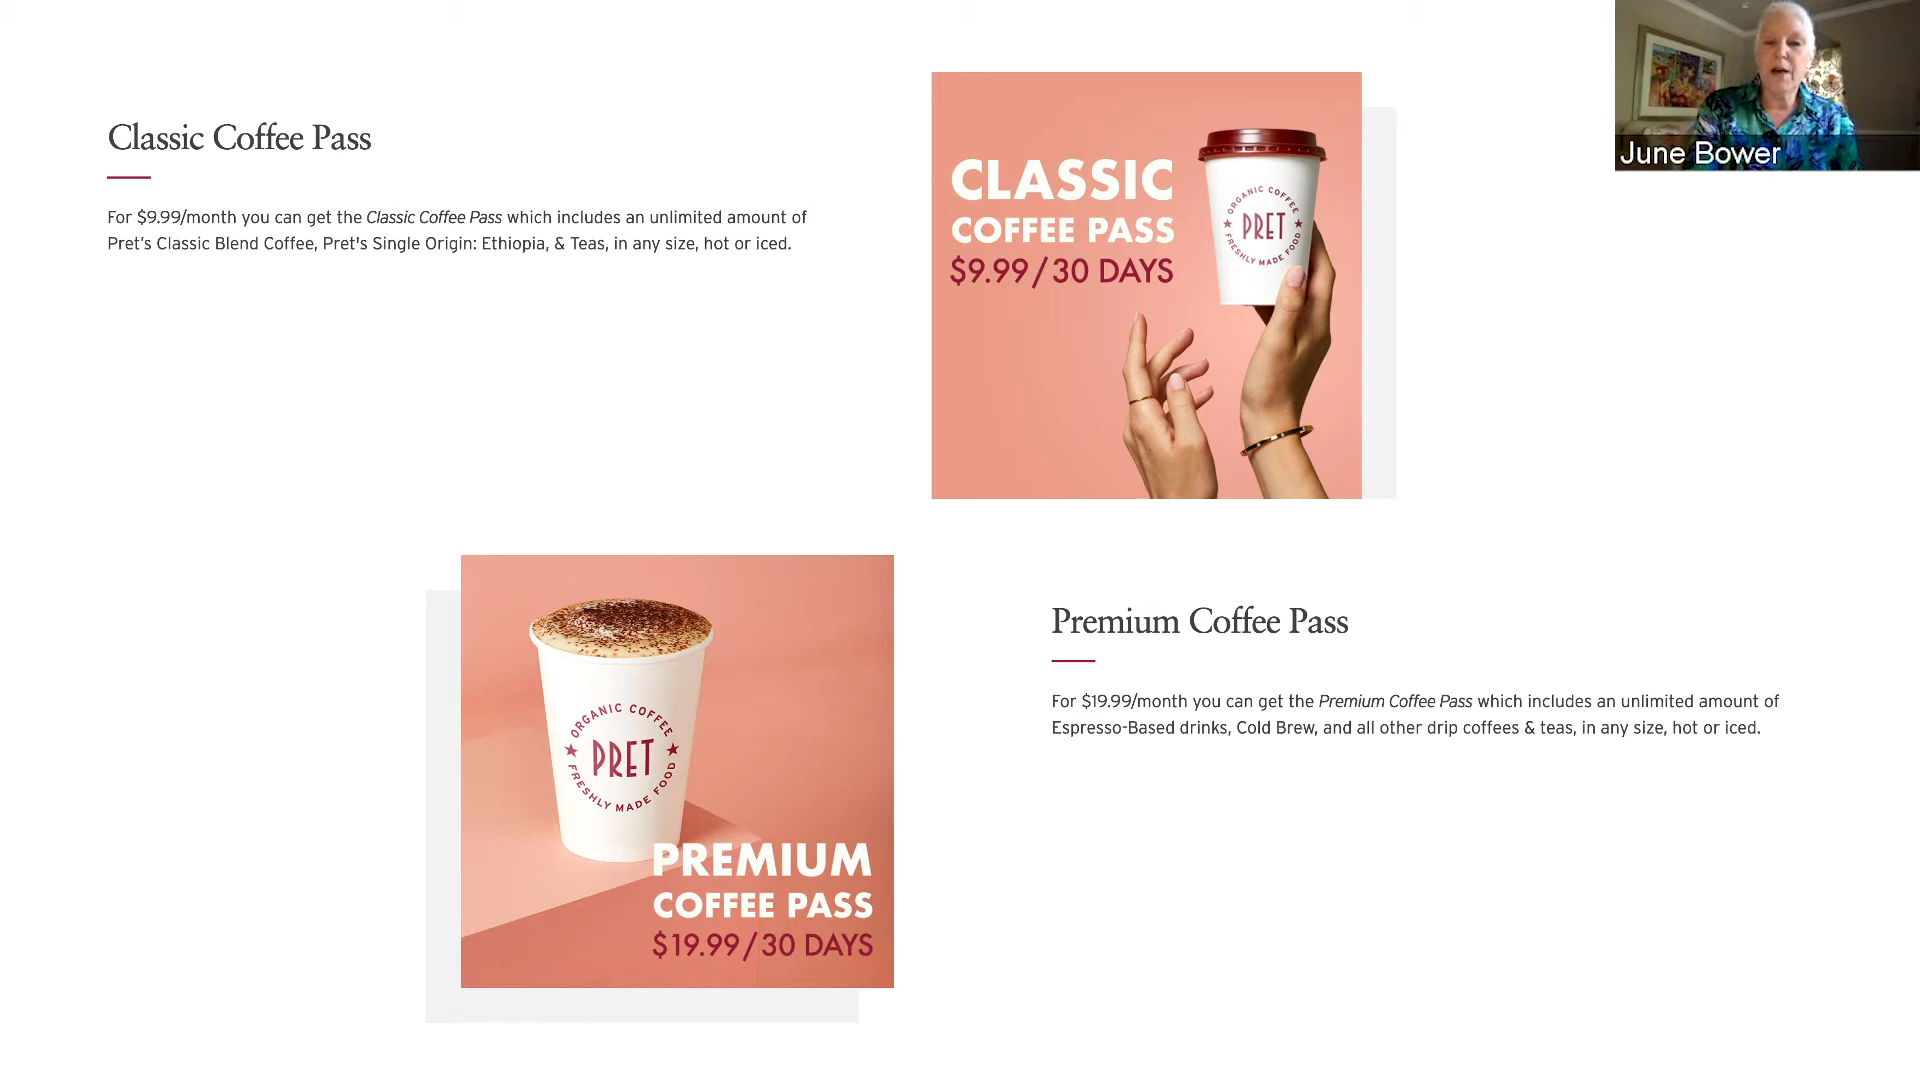 Classic Coffee Pass
For $9.99/month you can get the Classic Coffee Pass which includes an unlimited amount of
Pret’s Classic Blend Coffee, Pret's Single Origin: Ethiopia, & Teas, in any size, hot or iced.
CLASSIC
COFFEE PASS
$9.99/30 DAYS
ORGANIC COFFEE
★ PRET ★
FRESHLY MADE FOOD
June Bower
ORGANIC COFFEE
★ PRET ★
FRESHLY MADE FOOD
PREMIUM
COFFEE PASS
$19.99/30 DAYS
Premium Coffee Pass
For $19.99/month you can get the Premium Coffee Pass which includes an unlimited amount of
Espresso-Based drinks, Cold Brew, and all other drip coffees & teas, in any size, hot or iced.